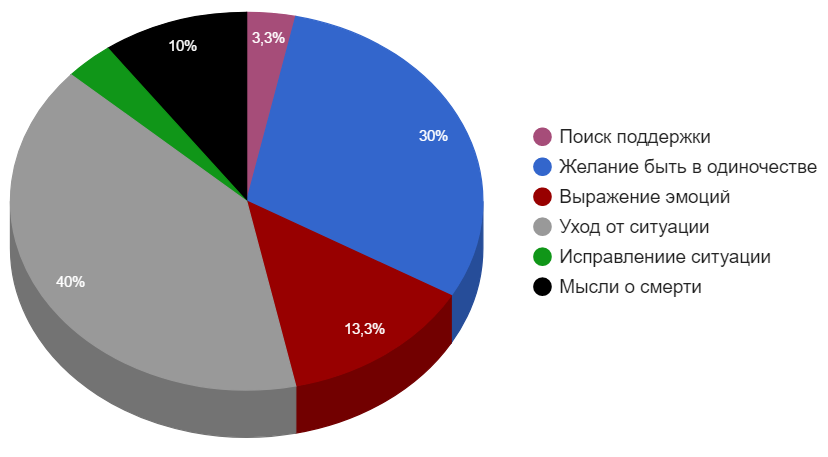 3,3%
10%
30%
40%
13,3%
Поиск поддержки
Желание быть в одиночестве
Выражение эмоций
Уход от ситуации
Исправлениие ситуации
Мысли о смерти